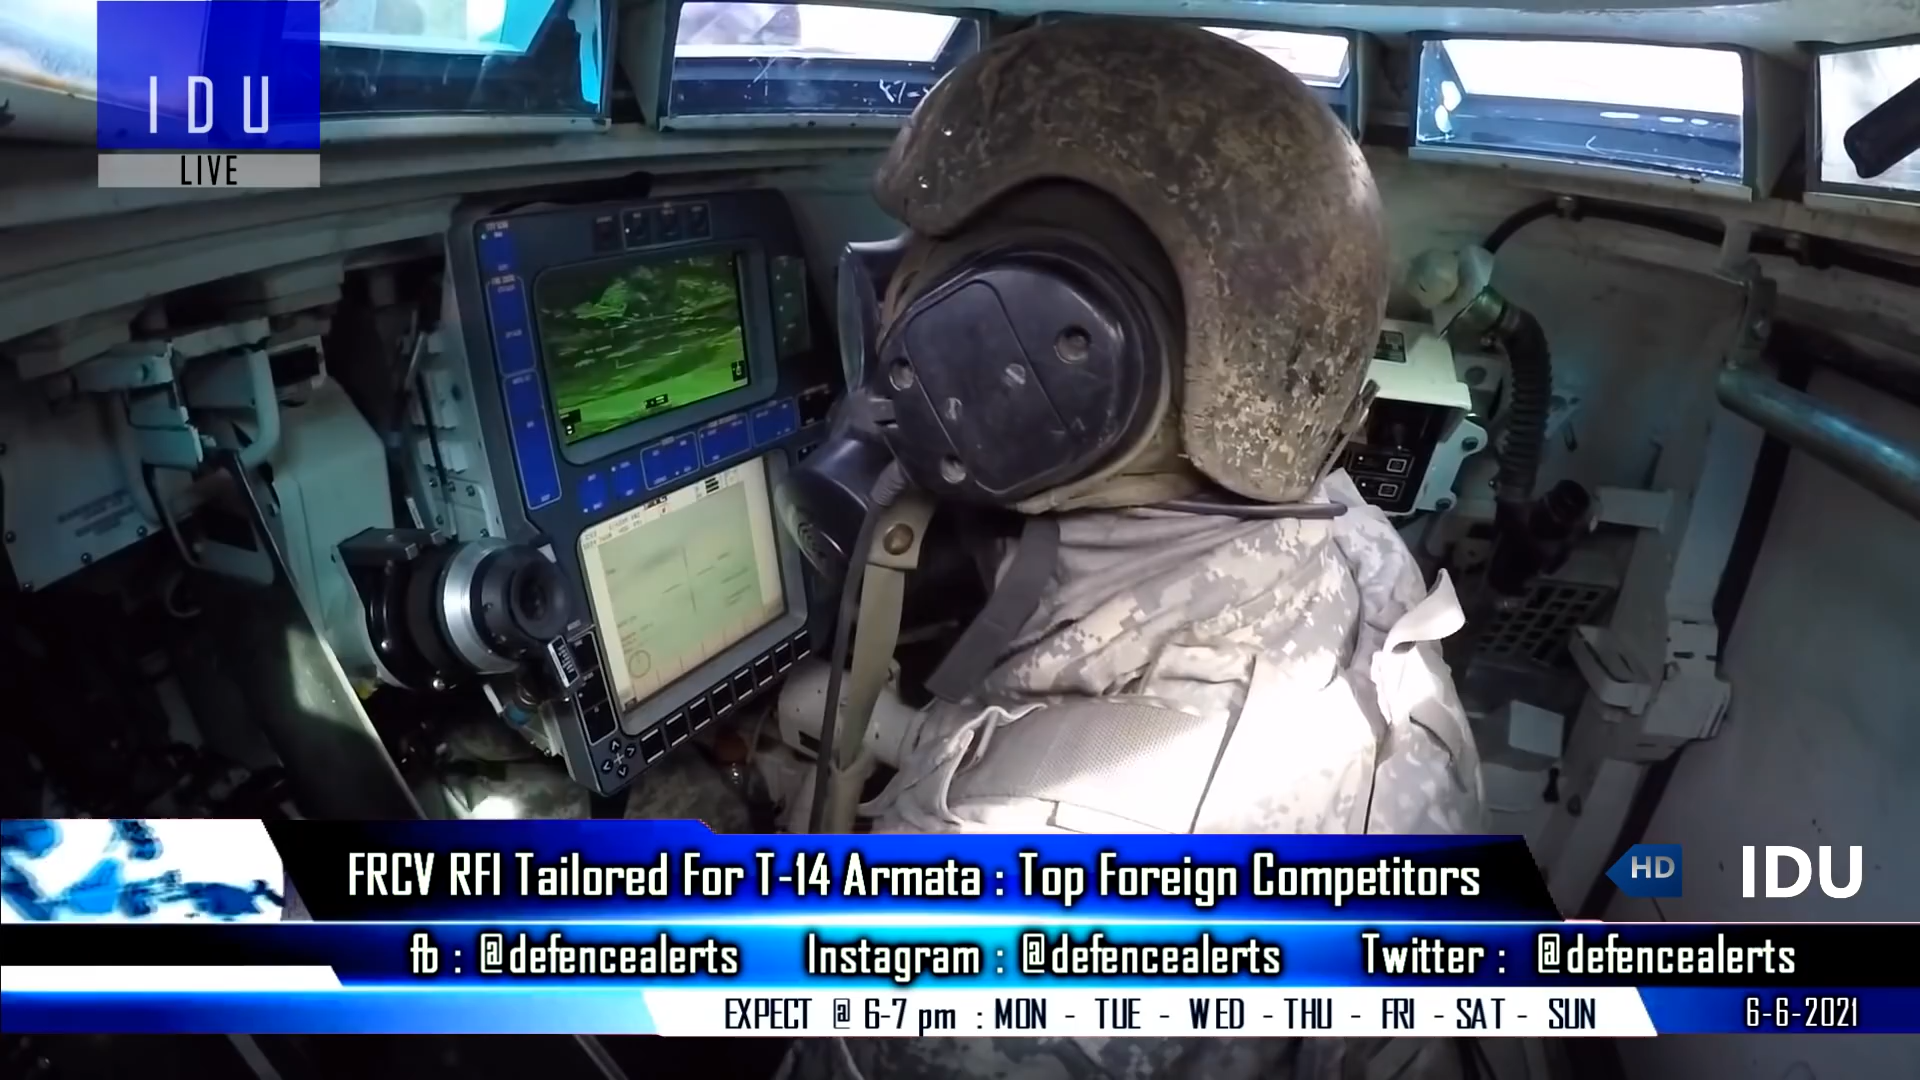 IDU
LIVE
FRCV RFI Tailored For T-14 Armata : Top Foreign Competitors
HD
IDU
fb : @defencealerts Instagram : @defencealerts Twitter : @defencealerts
EXPECT @ 6-7 pm : MON - TUE - WED - THU - FRI - SAT - SUN
6-6-2021